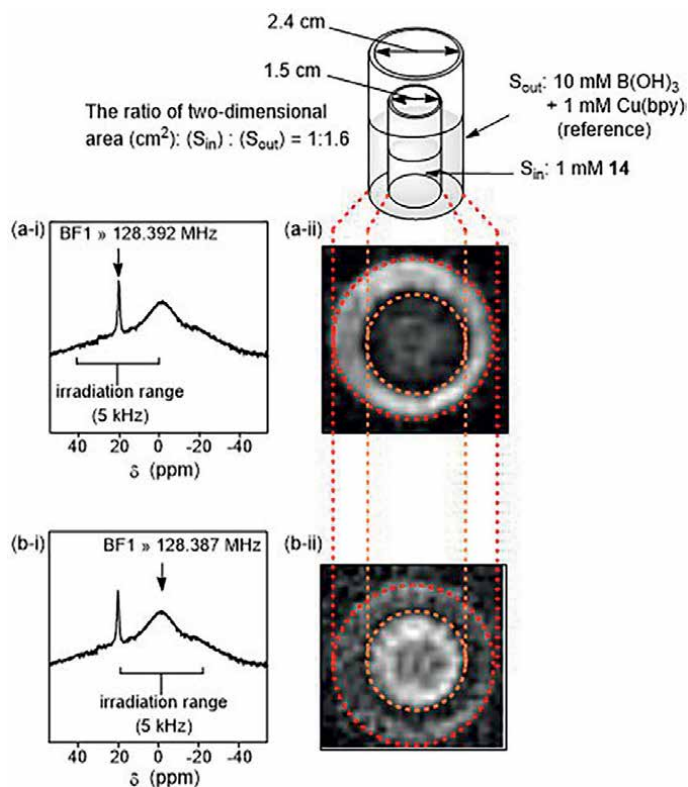 2.4 cm
1.5 cm
The ratio of two-dimensional
area (cm²): (Sin) : (Sout) = 1:1.6
Sout: 10 mM B(OH)3
+ 1 mM Cu(bpy)
(reference)
Sin: 1 mM 14
(a-i)
BF1 » 128.392 MHz
irradiation range
(5 kHz)
40 20 0 -20 -40
δ (ppm)
(a-ii)
(b-i)
BF1 » 128.387 MHz
irradiation range
(5 kHz)
40 20 0 -20 -40
δ (ppm)
(b-ii)